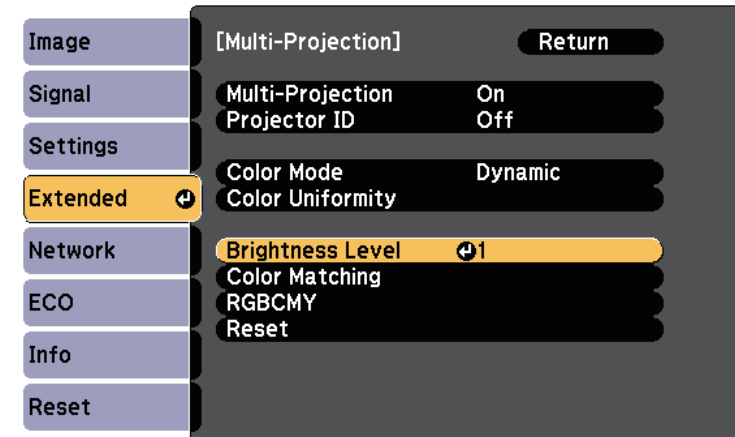 Image
Signal
Settings
Extended
Network
ECO
Info
Reset
[Multi-Projection] Return
Multi-Projection On
Projector ID Off
Color Mode Dynamic
Color Uniformity
Brightness Level 1
Color Matching
RGBCMY
Reset